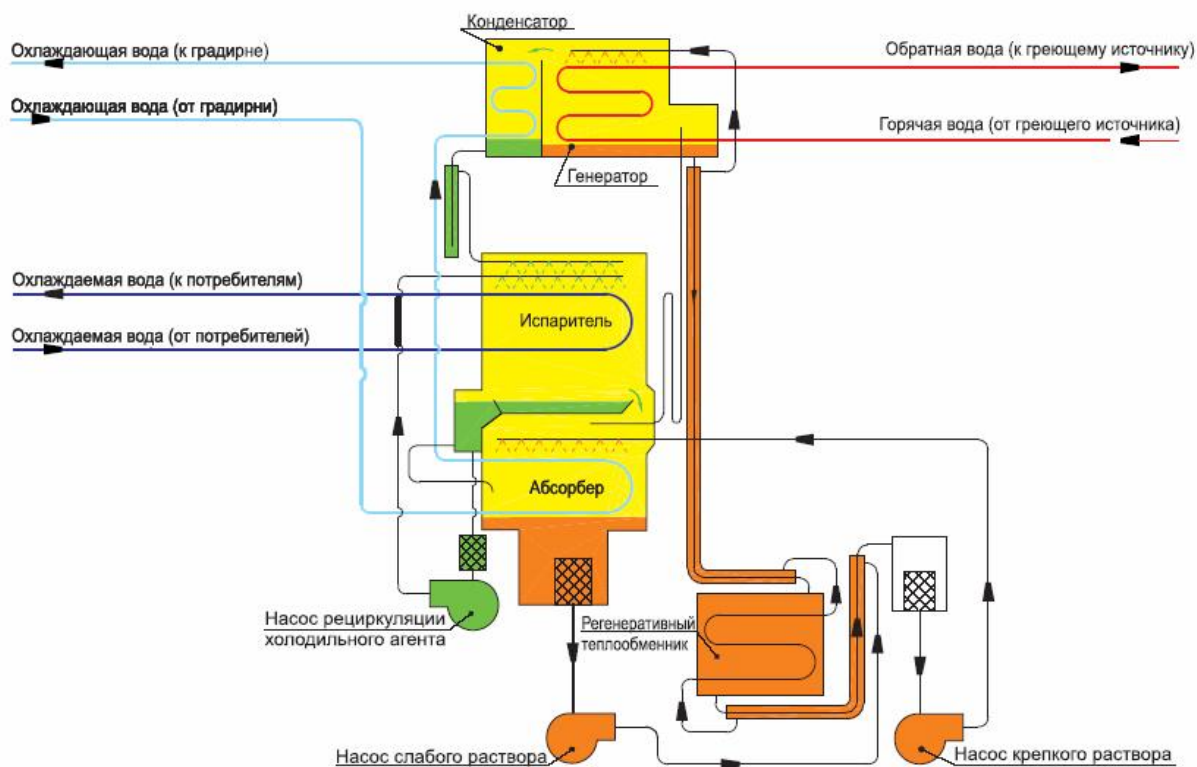 Конденсатор
Охлаждающая вода (к градирне)
Обратная вода (к греющему источнику)
Охлаждающая вода (от градирни)
Горячая вода (от греющего источника)
Генератор
Охлаждаемая вода (к потребителям)
Испаритель
Охлаждаемая вода (от потребителей)
Абсорбер
Насос рециркуляции
холодильного агента
Регенеративный
теплообменник
Насос слабого раствора
Насос крепкого раствора